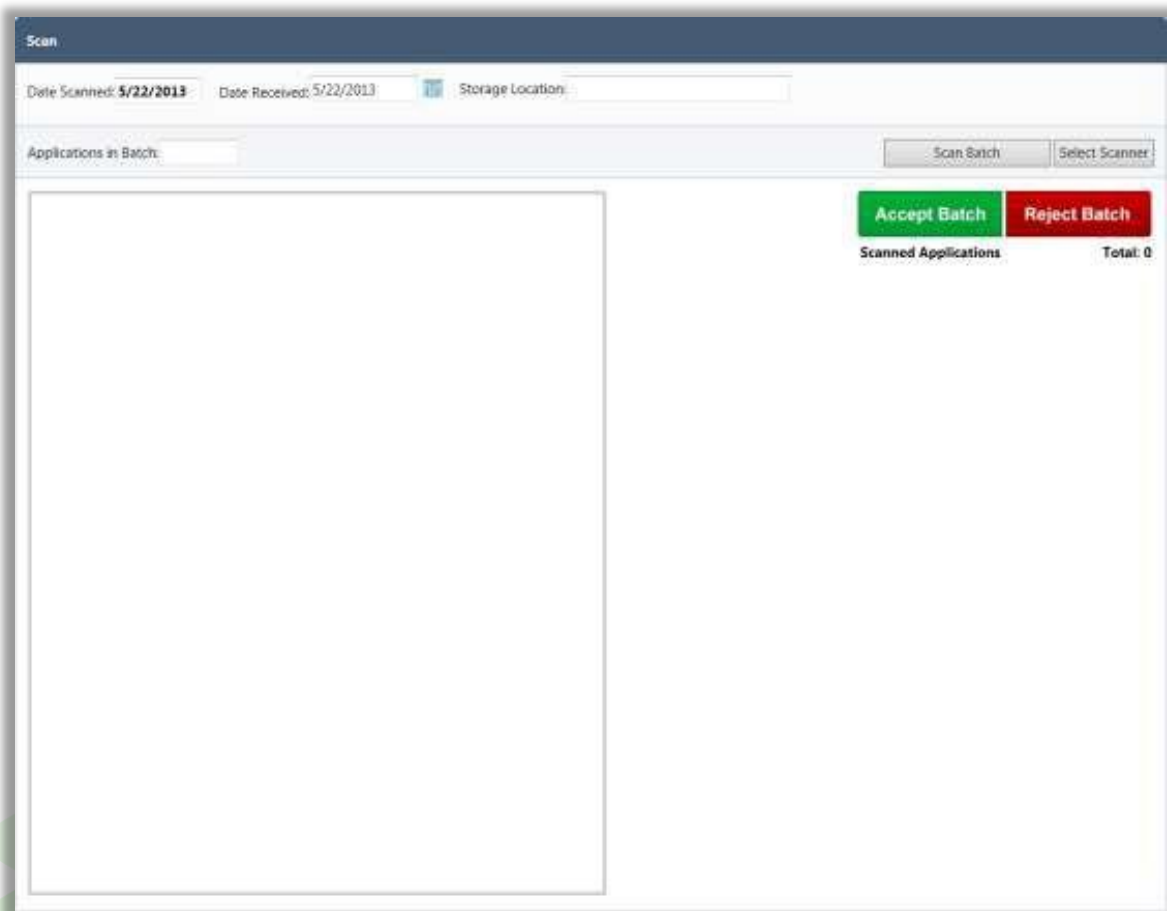 Scan
Date Scanned: 5/22/2013 Date Received: 5/22/2013 Storage Location:
Applications in Batch: Scan Batch Select Scanner
Accept Batch Reject Batch
Scanned Applications Total: 0